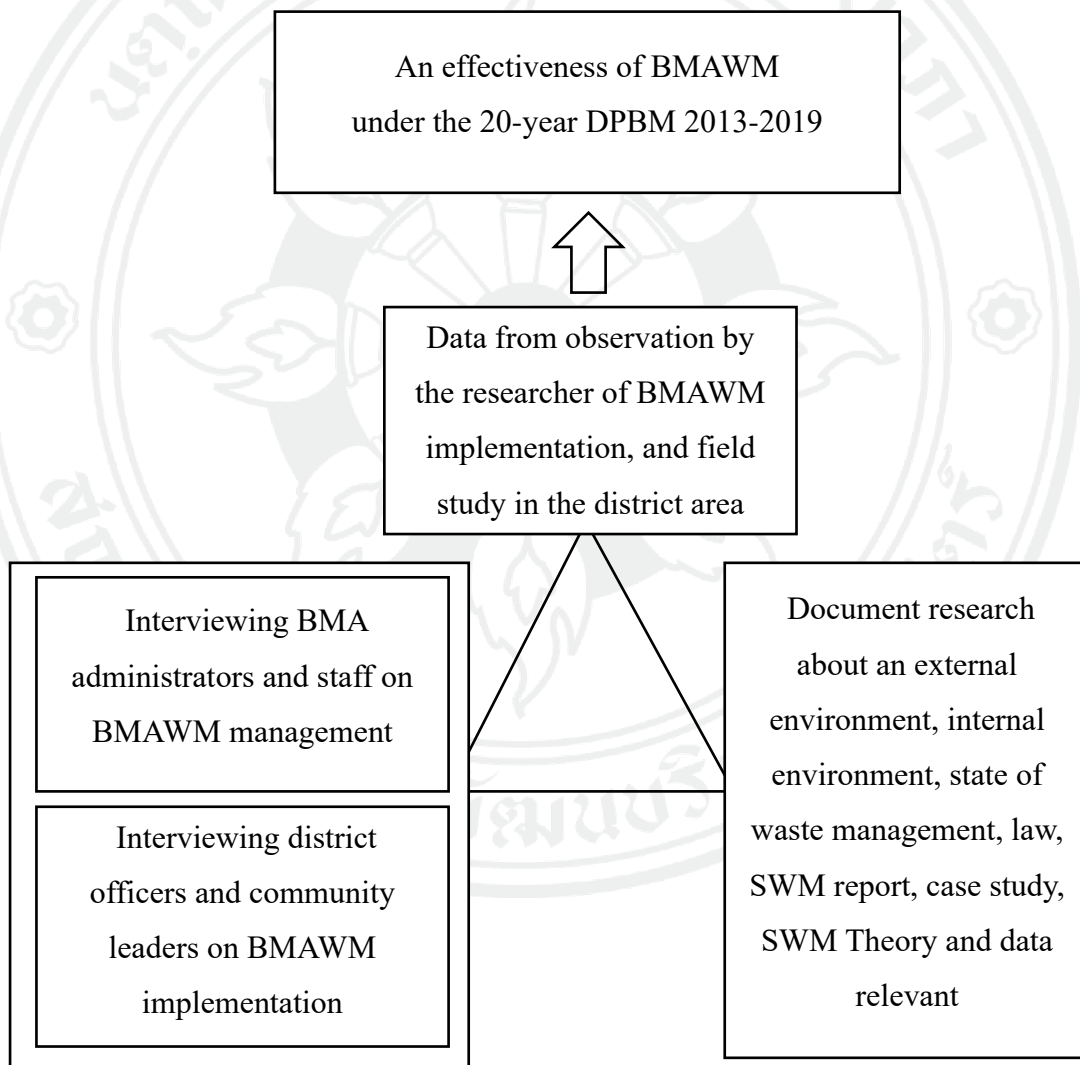 An effectiveness of BMAWM
under the 20-year DPBM 2013-2019
Data from observation by
the researcher of BMAWM
implementation, and field
study in the district area
Interviewing BMA
administrators and staff on
BMAWM management
Interviewing district
officers and community
leaders on BMAWM
implementation
Document research
about an external
environment, internal
environment, state of
waste management, law,
SWM report, case study,
SWM Theory and data
relevant